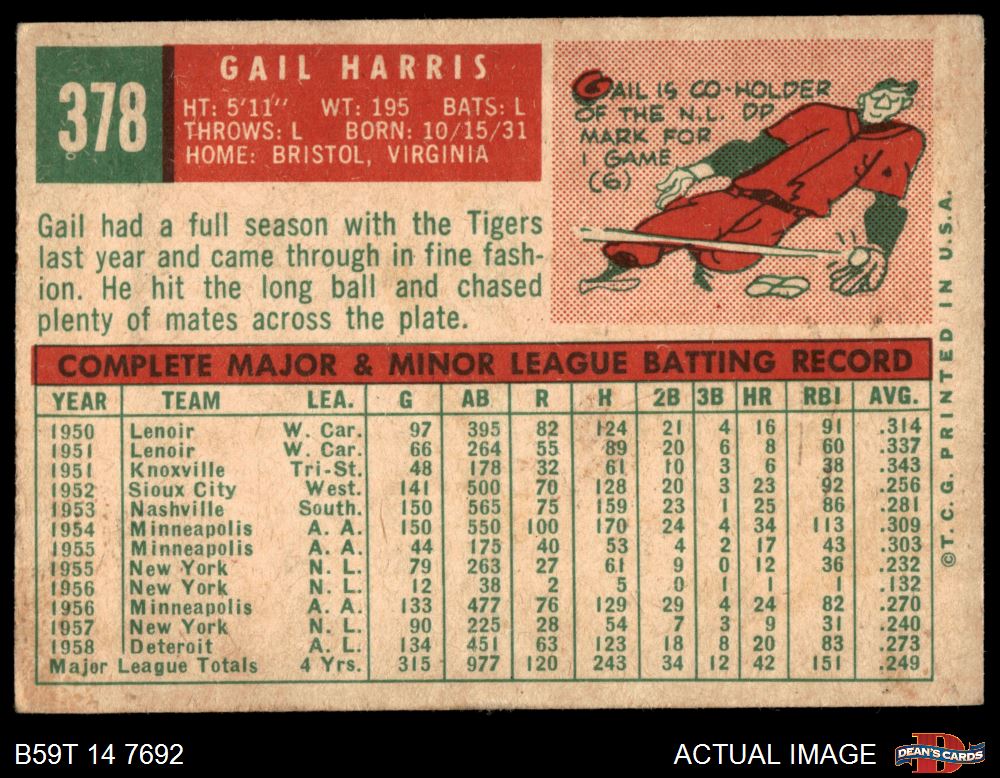 378
GAIL HARRIS
HT: 5'11" WT: 195 BATS: L
THROWS: L BORN: 10/15/31
HOME: BRISTOL, VIRGINIA
GAIL IS CO-HOLDER
OF THE N.L. DP
MARK FOR
1 GAME
(6)
Gail had a full season with the Tigers
last year and came through in fine fash-
ion. He hit the long ball and chased
plenty of mates across the plate.
COMPLETE MAJOR & MINOR LEAGUE BATTING RECORD
YEAR TEAM LEA. G AB R H 2B 3B HR RBI AVG.
1950 Lenoir W. Car. 97 395 82 124 21 4 16 91 .314
1951 Lenoir W. Car. 66 264 55 89 20 6 8 60 .337
1951 Knoxville Tri-St. 48 178 32 61 10 3 6 38 .343
1952 Sioux City West. 141 500 70 128 20 3 23 92 .256
1953 Nashville South. 150 565 75 159 23 1 25 86 .281
1954 Minneapolis A. A. 150 550 100 170 24 4 34 113 .309
1955 Minneapolis A. A. 44 175 40 53 4 2 17 43 .303
1955 New York N. L. 79 263 27 61 9 0 12 36 .232
1956 New York N. L. 12 38 2 5 0 1 1 1 .132
1956 Minneapolis A. A. 133 477 76 129 29 4 24 82 .270
1957 New York N. L. 90 225 28 54 7 3 9 31 .240
1958 Deteroit A. L. 134 451 63 123 18 8 20 83 .273
Major League Totals 4 Yrs. 315 977 120 243 34 12 42 151 .249
© T. C. G. PRINTED IN U.S.A.
B59T 14 7692
ACTUAL IMAGE
DEAN'S CARDS